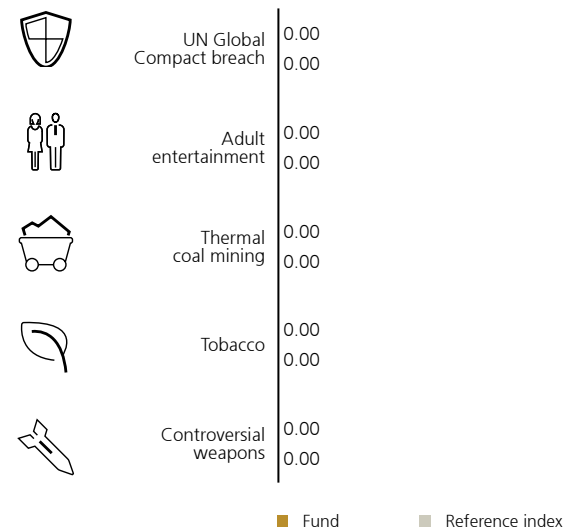 UN Global
Compact breach
0.00
0.00
Adult
entertainment
0.00
0.00
Thermal
coal mining
0.00
0.00
Tobacco
0.00
0.00
Controversial
weapons
0.00
0.00
Fund
Reference index